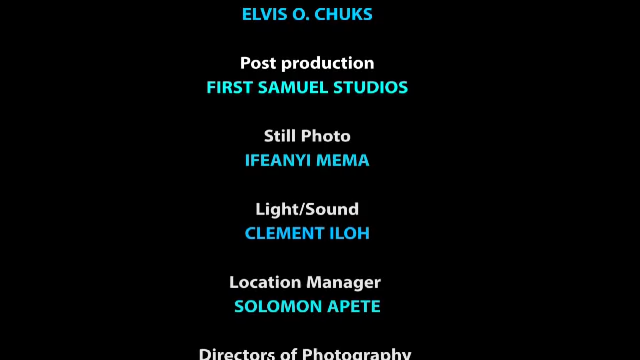 ELVIS O. CHUKS
Post production
FIRST SAMUEL STUDIOS
Still Photo
IFEANYI MEMA
Light/Sound
CLEMENT ILOH
Location Manager
SOLOMON APETE
Directors of Photography